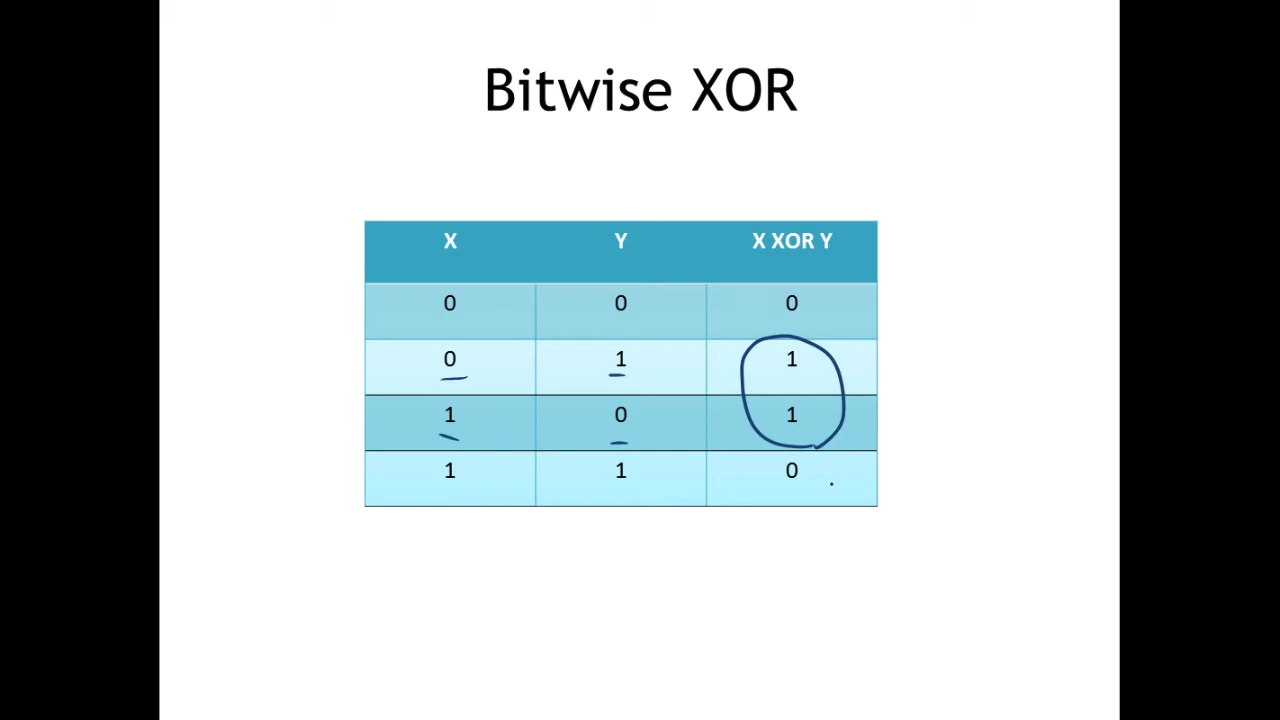 Bitwise XOR
X Y X XOR Y
0 0 0
0 1 1
1 0 1
1 1 0